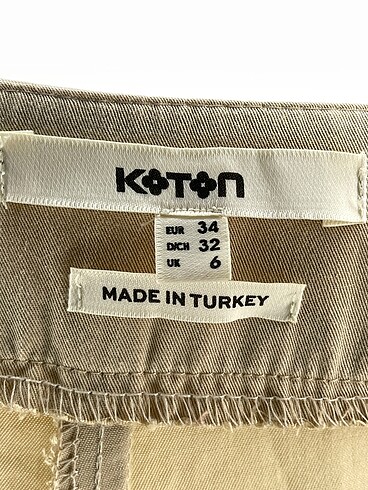 KOTON
EUR 34
D/CH 32
UK 6
MADE IN TURKEY